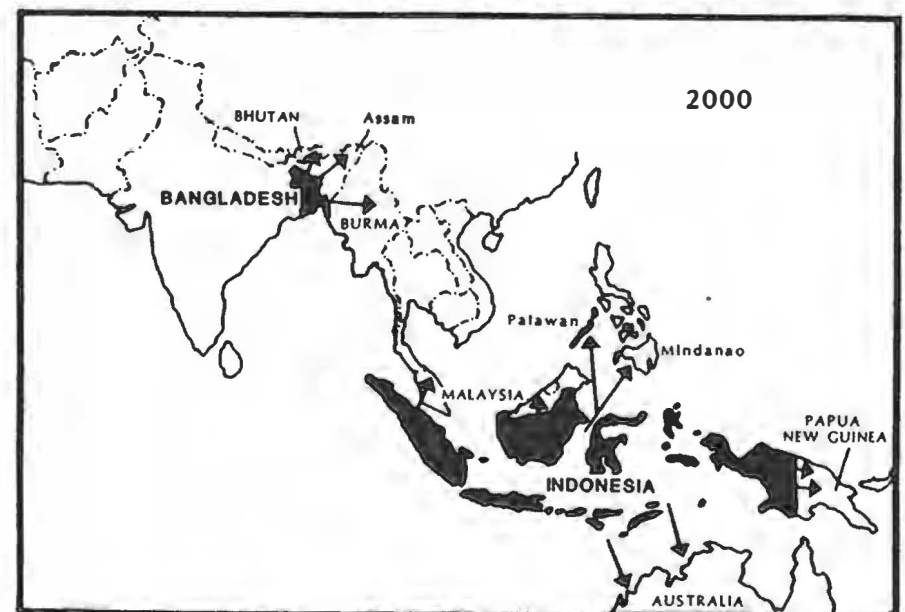 2000
BHUTAN
Assam
BANGLADESH
BURMA
Palawan
Mindanao
MALAYSIA
PAPUA
NEW GUINEA
INDONESIA
AUSTRALIA